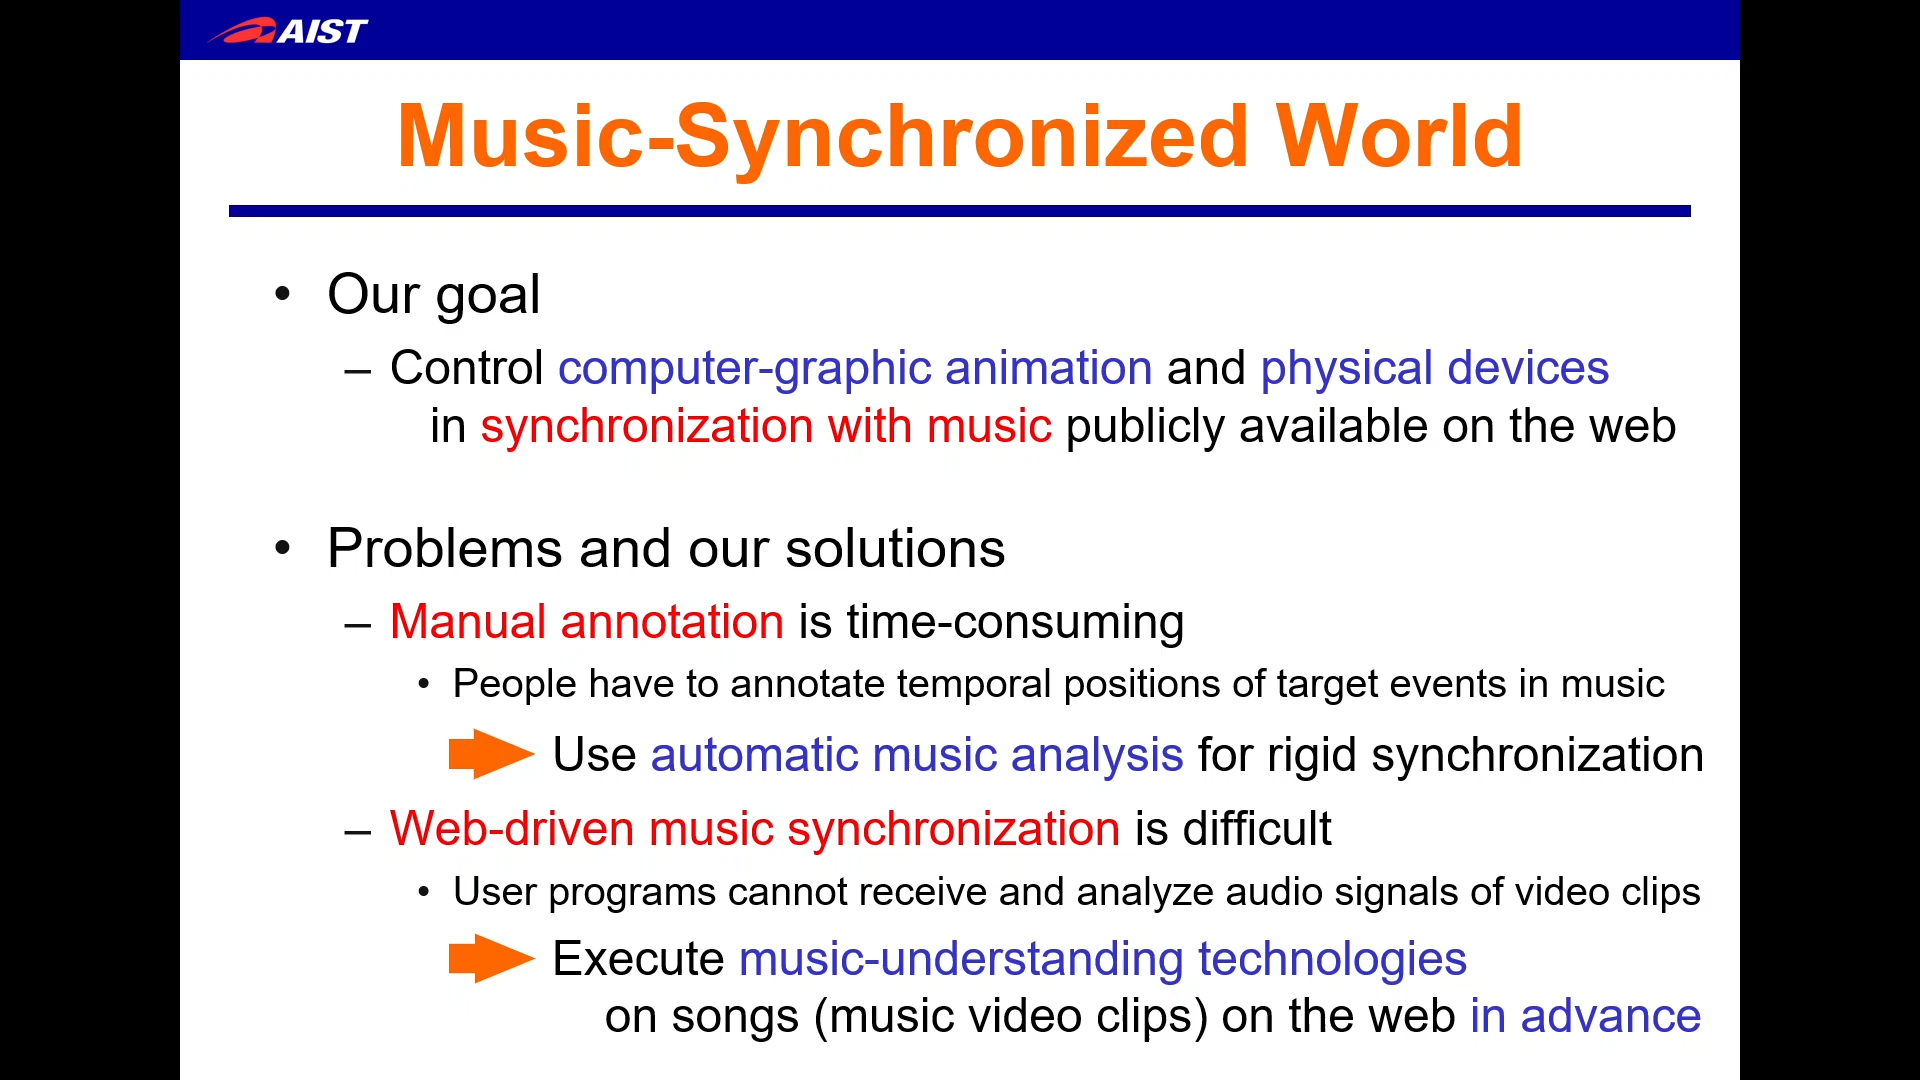 AIST
Music-Synchronized World
• Our goal
– Control computer-graphic animation and physical devices
in synchronization with music publicly available on the web
• Problems and our solutions
– Manual annotation is time-consuming
• People have to annotate temporal positions of target events in music
Use automatic music analysis for rigid synchronization
– Web-driven music synchronization is difficult
• User programs cannot receive and analyze audio signals of video clips
Execute music-understanding technologies
on songs (music video clips) on the web in advance